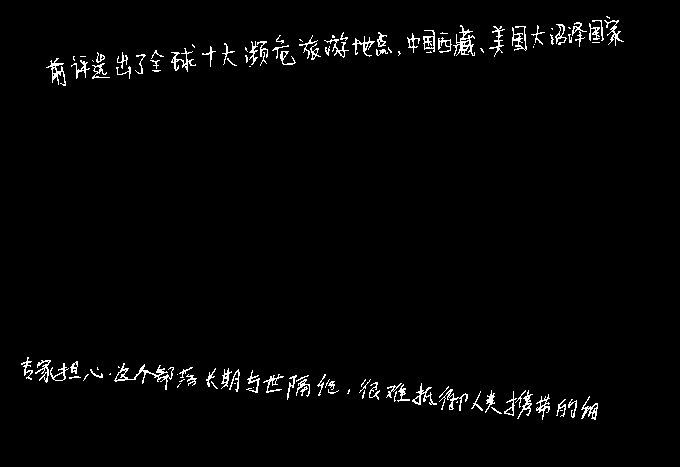 前评选出了全球十大濒危旅游地点,中国西藏、美国大沼泽国家
专家担心,这个部落长期与世隔绝,很难抵御人类携带的细